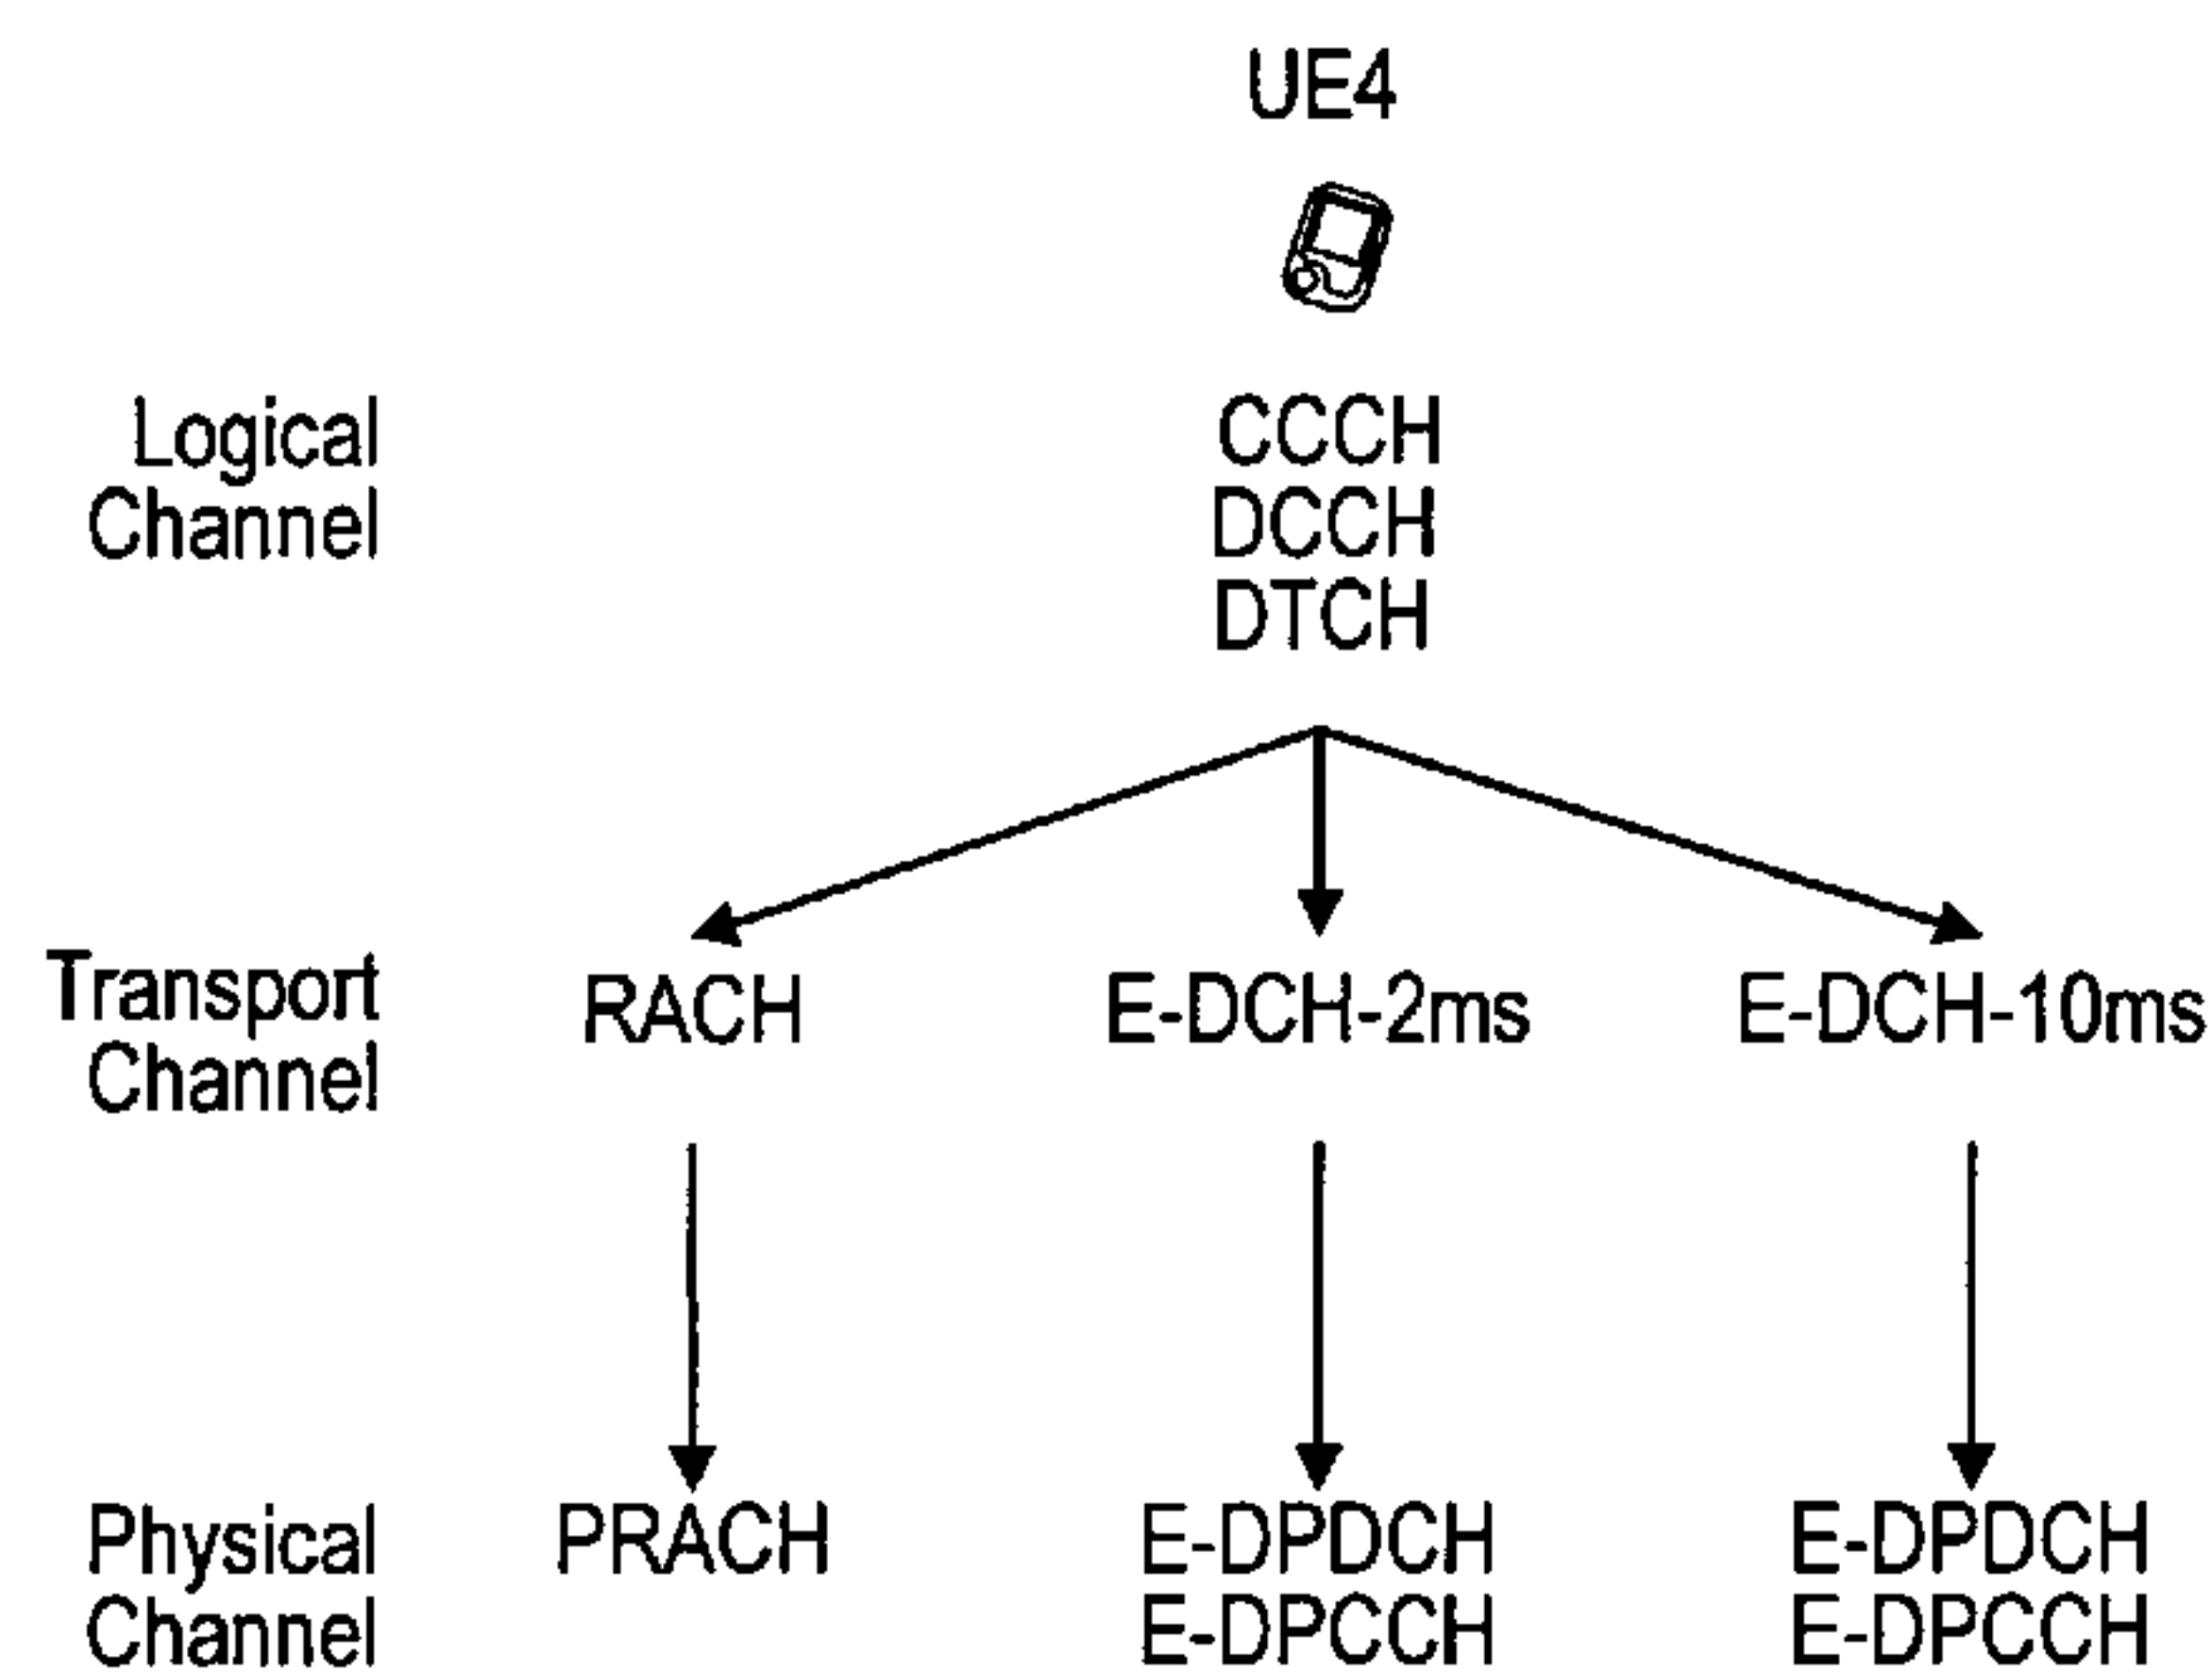 UE4
Logical
Channel
CCCH
DCCH
DTCH
Transport
Channel
RACH
E-DCH-2ms
E-DCH-10ms
Physical
Channel
PRACH
E-DPDCH
E-DPCCH
E-DPDCH
E-DPCCH